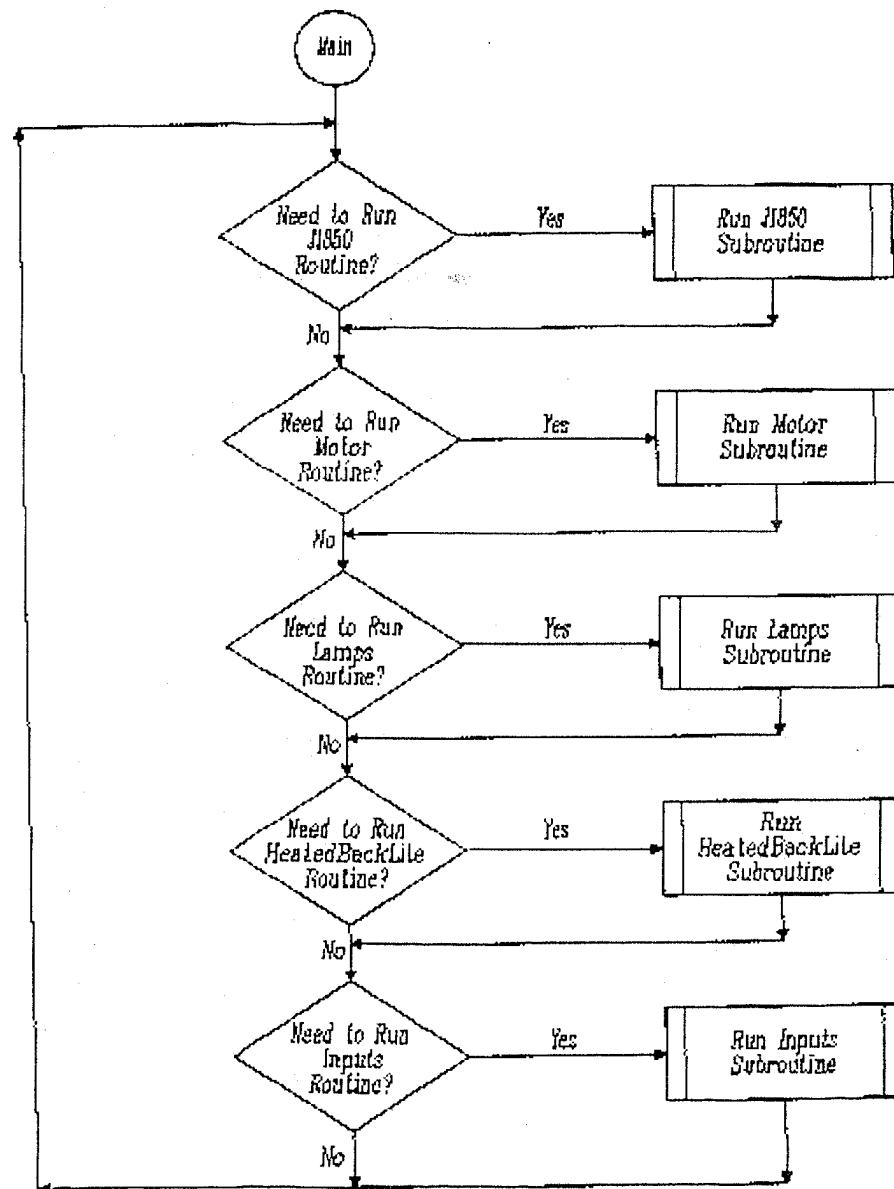 Main
Need to Run
J1850
Routine?
Yes
Run J1850
Subroutine
No
Need to Run
Motor
Routine?
Yes
Run Motor
Subroutine
No
Need to Run
Lamps
Routine?
Yes
Run Lamps
Subroutine
No
Need to Run
HeatedBackLite
Routine?
Yes
Run
HeatedBackLite
Subroutine
No
Need to Run
Inputs
Routine?
Yes
Run Inputs
Subroutine
No